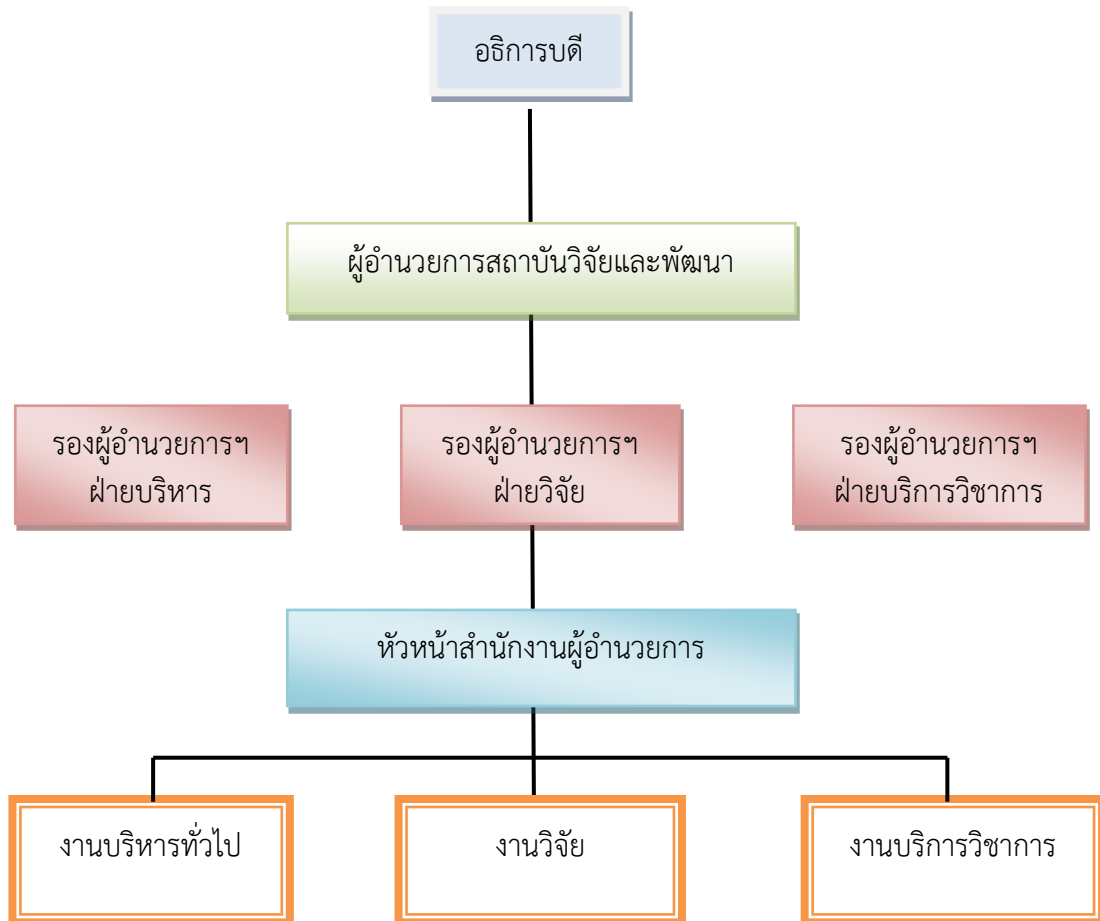 อธิการบดี
ผู้อำนวยการสถาบันวิจัยและพัฒนา
รองผู้อำนวยการฯ
ฝ่ายบริหาร
รองผู้อำนวยการฯ
ฝ่ายวิจัย
รองผู้อำนวยการฯ
ฝ่ายบริการวิชาการ
หัวหน้าสำนักงานผู้อำนวยการ
งานบริหารทั่วไป
งานวิจัย
งานบริการวิชาการ